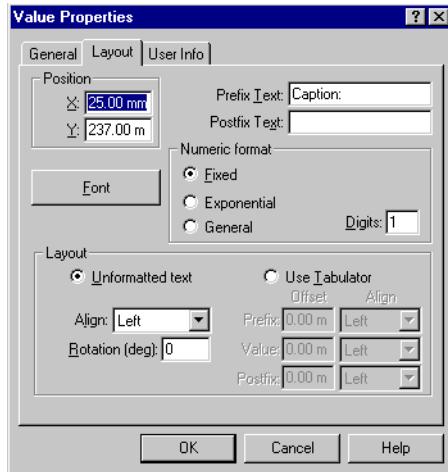 Value Properties
General Layout User Info
Position
X: 25.00 mm
Y: 237.00 m
Prefix Text: Caption:
Postfix Text:
Font
Numeric format
Fixed
Exponential
General
Digits: 1
Layout
Unformatted text
Use Tabulator
Offset Align
Align: Left
Rotation (deg): 0
Prefix: 0.00 m Left
Value: 0.00 m Left
Postfix: 0.00 m Left
OK Cancel Help